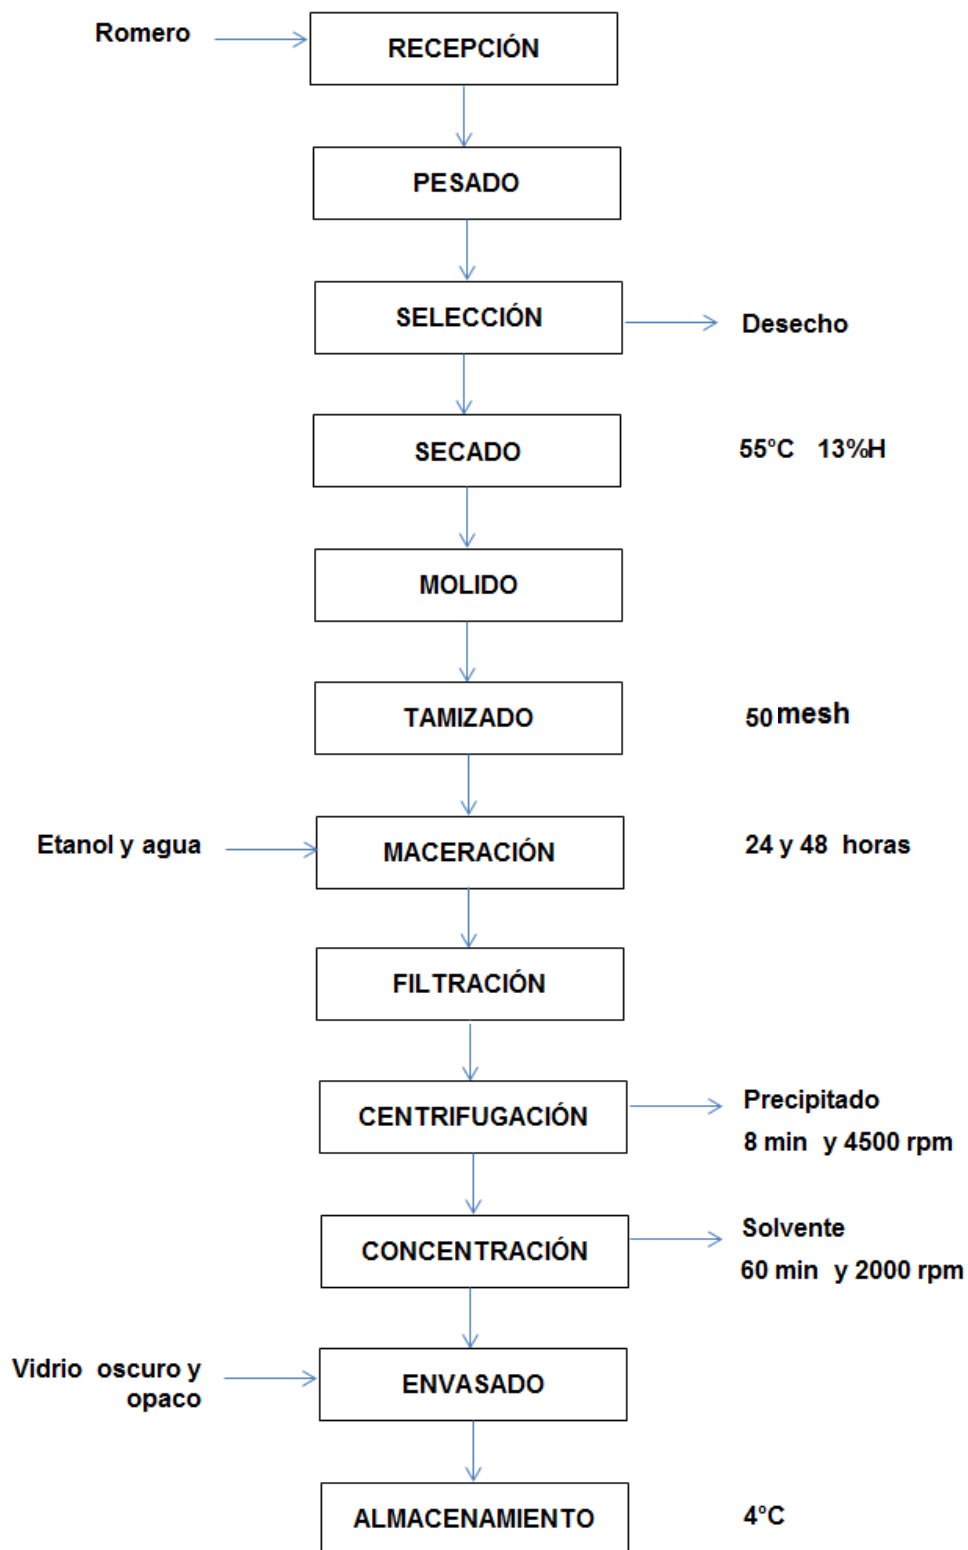 Romero
RECEPCIÓN
PESADO
SELECCIÓN
Desecho
SECADO
55°C 13%H
MOLIDO
TAMIZADO
50 mesh
Etanol y agua
MACERACIÓN
24 y 48 horas
FILTRACIÓN
CENTRIFUGACIÓN
Precipitado
8 min y 4500 rpm
CONCENTRACIÓN
Solvente
60 min y 2000 rpm
Vidrio oscuro y
opaco
ENVASADO
ALMACENAMIENTO
4°C